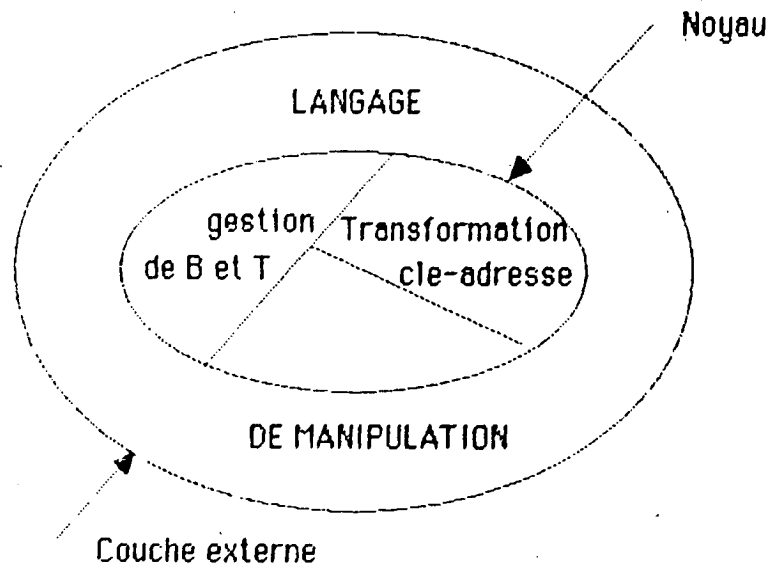 Noyau
LANGAGE
gestion
de B et T
Transformation
cle-adresse
DE MANIPULATION
Couche externe